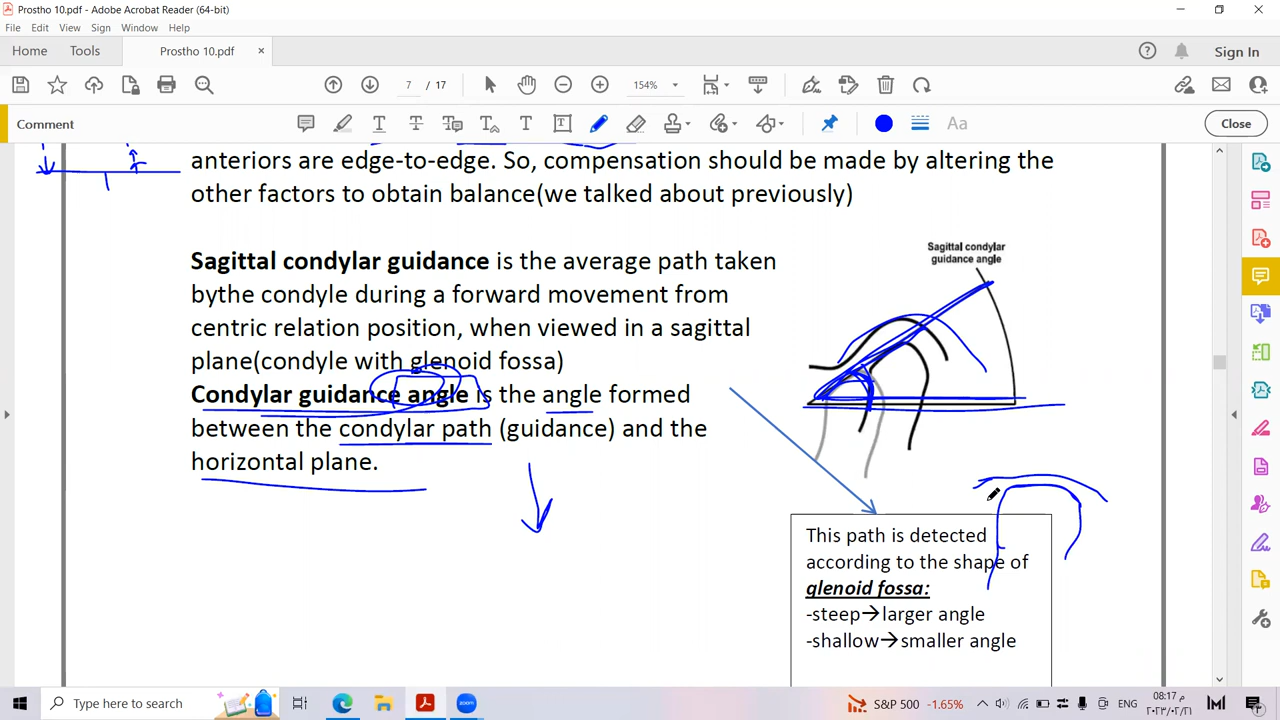 Prostho 10.pdf - Adobe Acrobat Reader (64-bit)
File Edit View Sign Window Help
Home Tools Prostho 10.pdf × Sign In
7 / 17 154%
Comment Aa Close
anteriors are edge-to-edge. So, compensation should be made by altering the
other factors to obtain balance(we talked about previously)
Sagittal condylar guidance is the average path taken
bythe condyle during a forward movement from
centric relation position, when viewed in a sagittal
plane(condyle with glenoid fossa)
Condylar guidance angle is the angle formed
between the condylar path (guidance) and the
horizontal plane.
Sagittal condylar
guidance angle
This path is detected
according to the shape of
glenoid fossa:
-steep→larger angle
-shallow→smaller angle
Type here to search
S&P 500 -1.65%
ENG
08:17 م
٢٠٢٣/٠٢/٢١